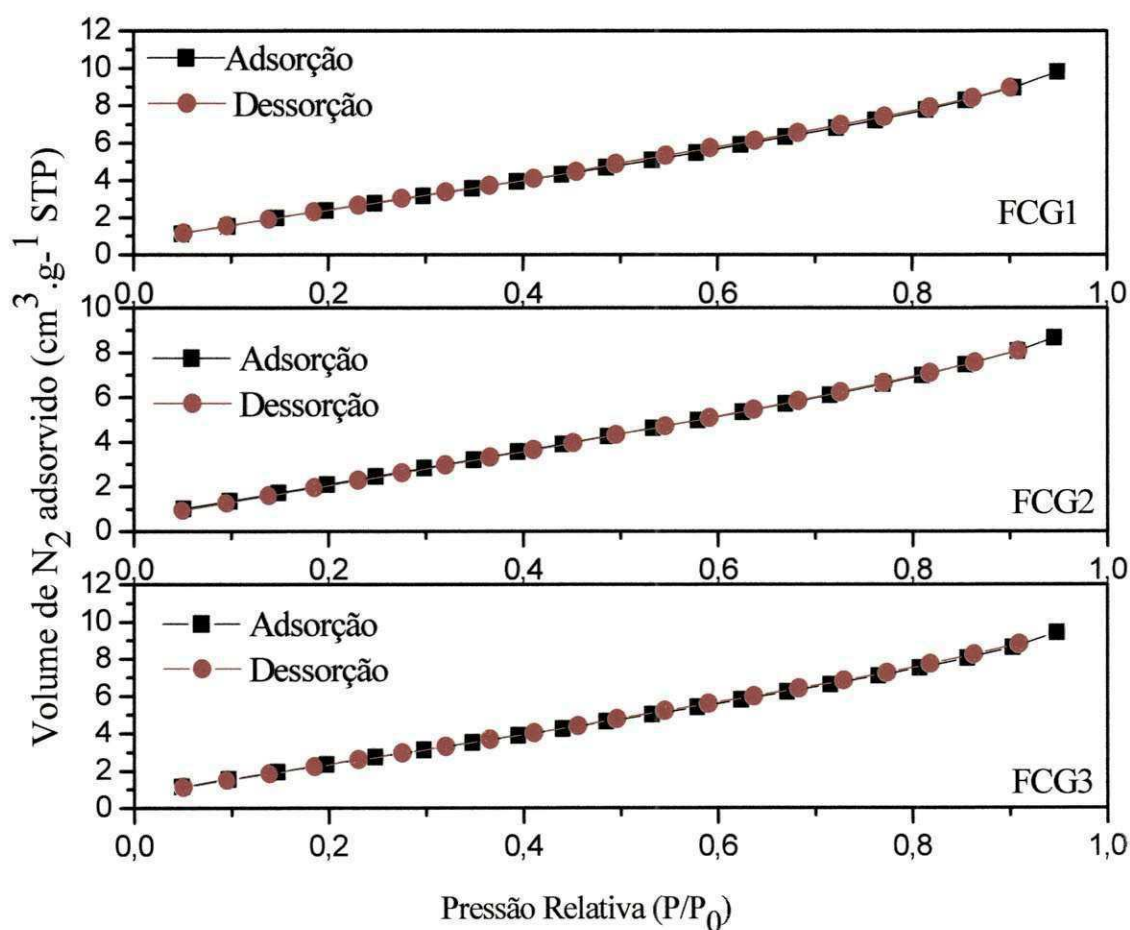 Volume de N2 adsorvido (cm³.g-¹ STP)
12
10
8
6
4
2
0
Adsorção
Dessorção
FCG1
0,0 0,2 0,4 0,6 0,8 1,0
10
8
6
4
2
0
Adsorção
Dessorção
FCG2
0,0 0,2 0,4 0,6 0,8 1,0
12
10
8
6
4
2
0
Adsorção
Dessorção
FCG3
0,0 0,2 0,4 0,6 0,8 1,0
Pressão Relativa (P/P0)